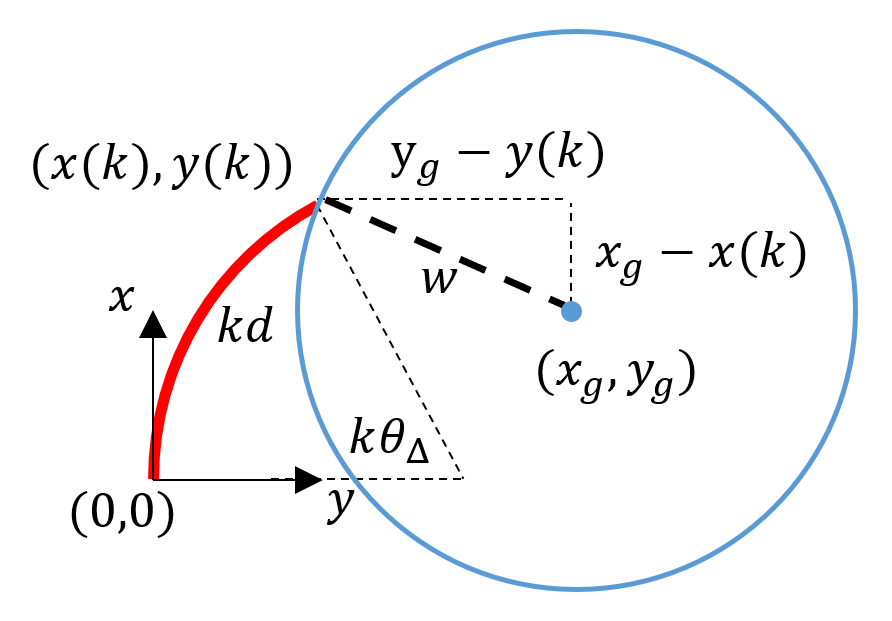 y_g − y(k)
(x(k), y(k))
x_g − x(k)
w
x
kd
(x_g, y_g)
kθ_Δ
y
(0,0)